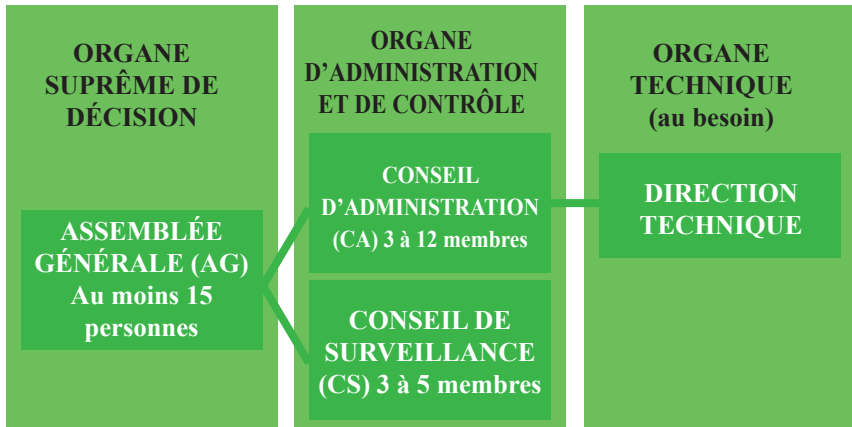 ORGANE
SUPRÊME DE
DÉCISION
ASSEMBLÉE
GÉNÉRALE (AG)
Au moins 15
personnes
ORGANE
D’ADMINISTRATION
ET DE CONTRÔLE
CONSEIL
D’ADMINISTRATION
(CA) 3 à 12 membres
CONSEIL DE
SURVEILLANCE
(CS) 3 à 5 membres
ORGANE
TECHNIQUE
(au besoin)
DIRECTION
TECHNIQUE